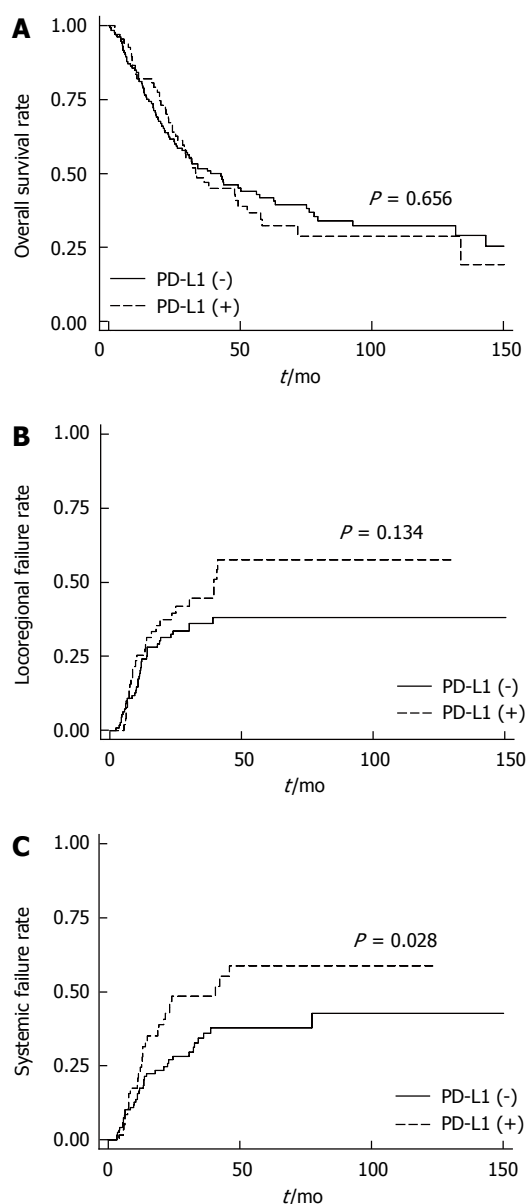 A
1.00
0.75
0.50
0.25
0.00
Overall survival rate
P = 0.656
PD-L1 (-)
PD-L1 (+)
0 50 100 150
t/mo
B
1.00
0.75
0.50
0.25
0.00
Locoregional failure rate
P = 0.134
PD-L1 (-)
PD-L1 (+)
0 50 100 150
t/mo
C
1.00
0.75
0.50
0.25
0.00
Systemic failure rate
P = 0.028
PD-L1 (-)
PD-L1 (+)
0 50 100 150
t/mo